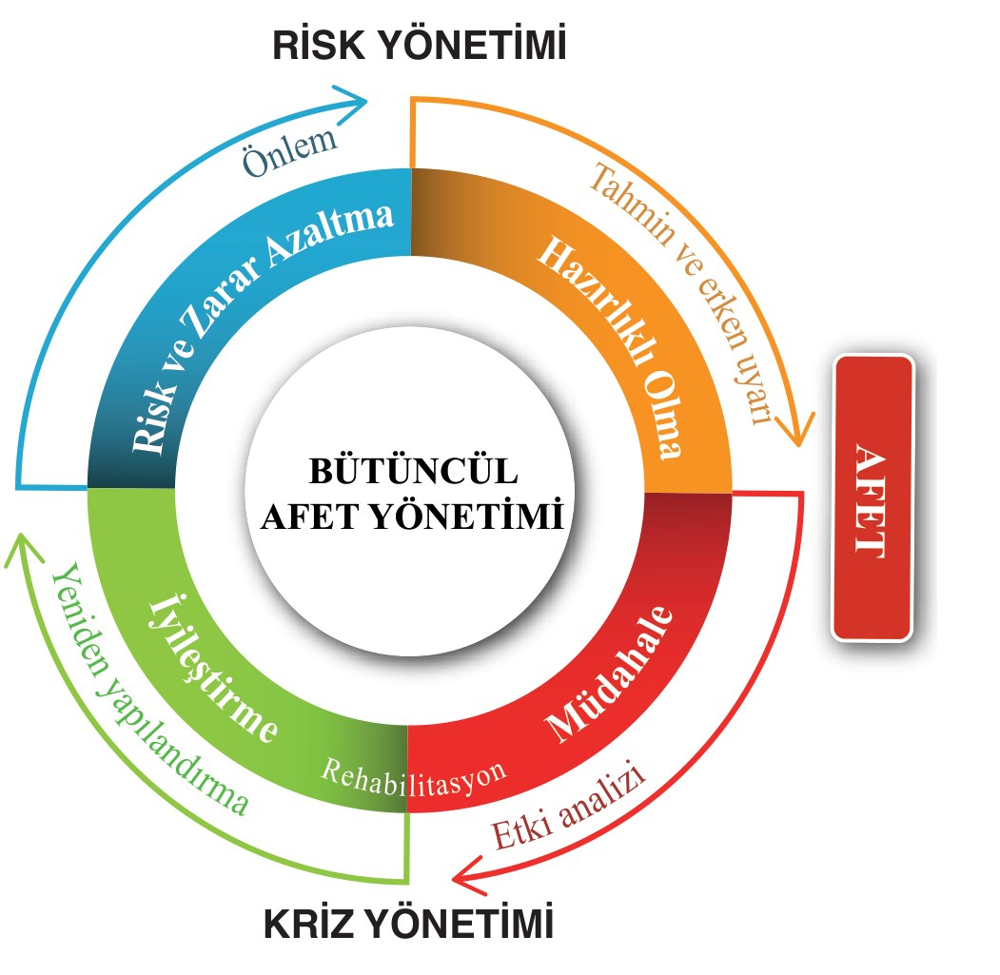 RİSK YÖNETİMİ
Önlem
Risk ve Zarar Azaltma
Tahmin ve erken uyarı
Hazırlıklı Olma
AFET
BÜTÜNCÜL
AFET YÖNETİMİ
Müdahale
Etki analizi
Rehabilitasyon
İyileştirme
Yeniden yapılandırma
KRİZ YÖNETİMİ